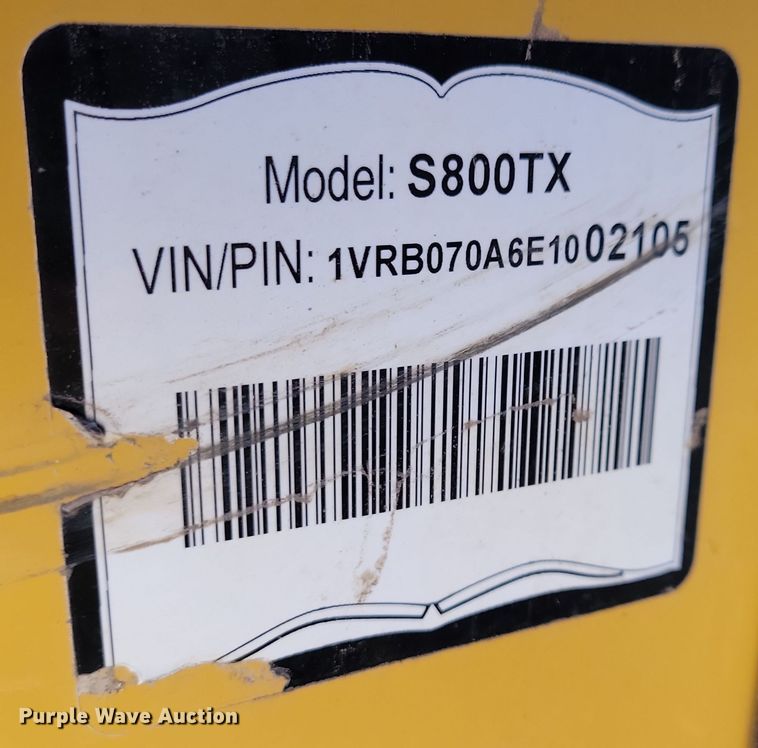 Model: S800TX
VIN/PIN: 1VRB070A6E1002105
Purple Wave Auction